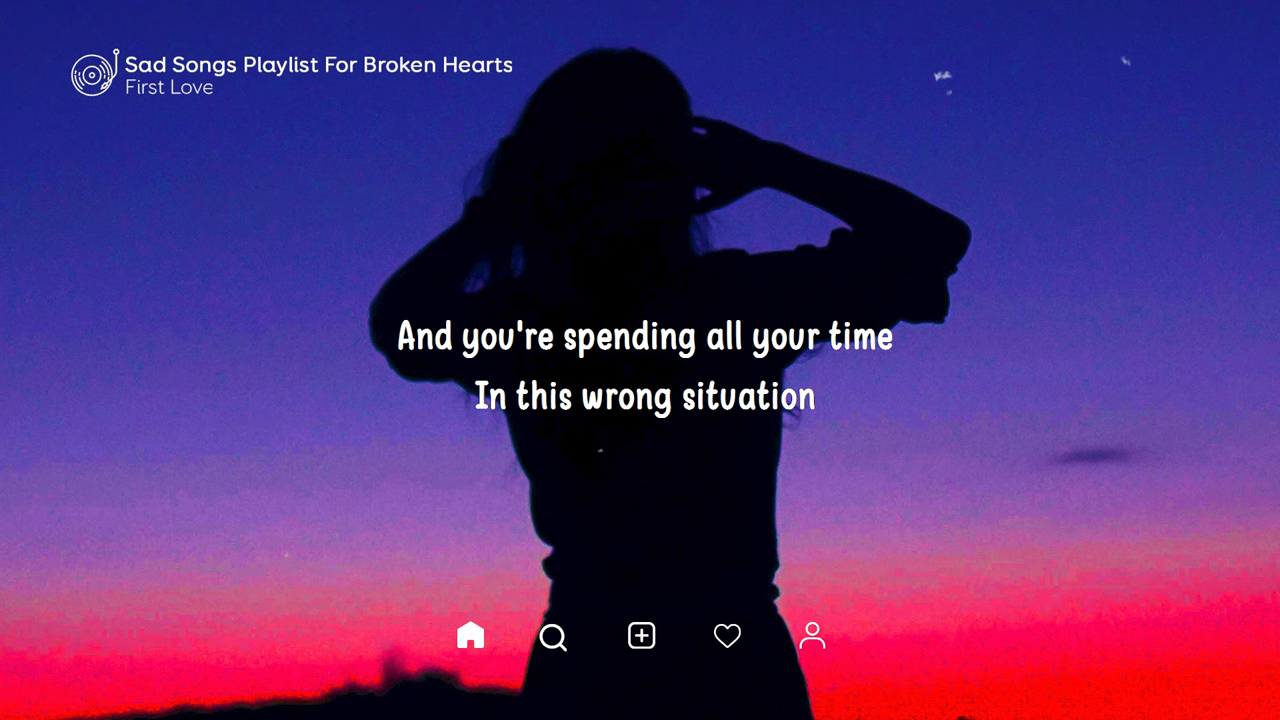 Sad Songs Playlist For Broken Hearts
First Love
And you're spending all your time
In this wrong situation